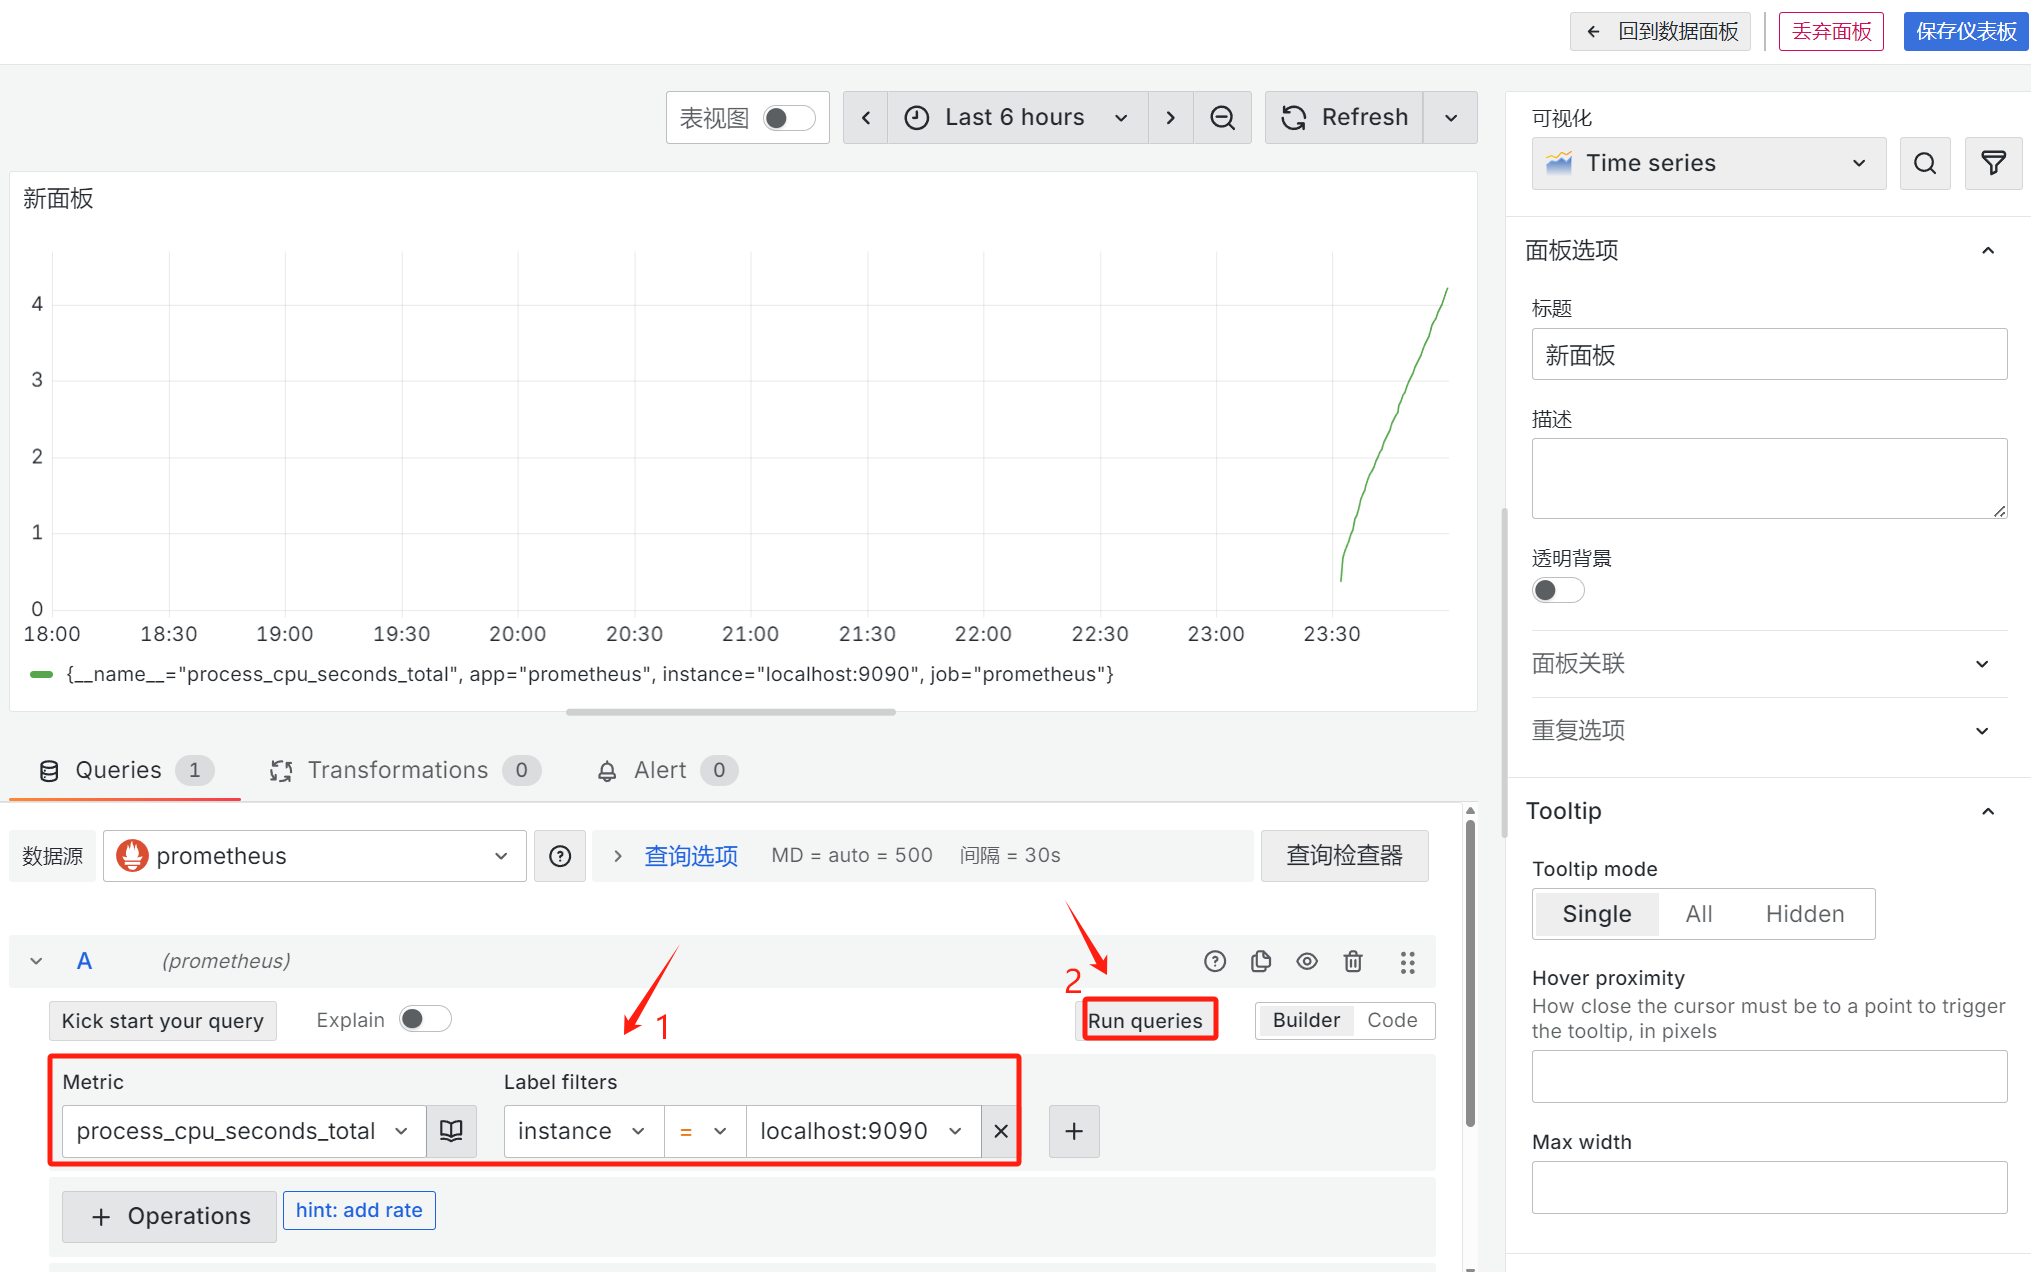 回到数据面板 丢弃面板 保存仪表板
表视图 Last 6 hours Refresh
可视化
Time series
新面板
4
3
2
1
0
18:00 18:30 19:00 19:30 20:00 20:30 21:00 21:30 22:00 22:30 23:00 23:30
{__name__="process_cpu_seconds_total", app="prometheus", instance="localhost:9090", job="prometheus"}
面板选项
标题
新面板
描述
透明背景
面板关联
重复选项
Queries 1 Transformations 0 Alert 0
数据源 prometheus 查询选项 MD = auto = 500 间隔 = 30s 查询检查器
A (prometheus)
2
1
Kick start your query Explain Run queries Builder Code
Metric Label filters
process_cpu_seconds_total instance = localhost:9090
+ Operations hint: add rate
Tooltip
Tooltip mode
Single All Hidden
Hover proximity
How close the cursor must be to a point to trigger
the tooltip, in pixels
Max width